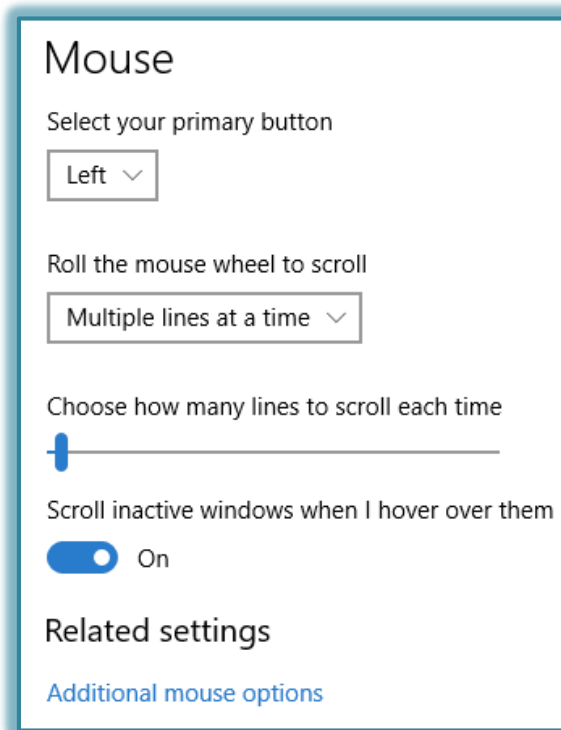 Mouse
Select your primary button
Left
Roll the mouse wheel to scroll
Multiple lines at a time
Choose how many lines to scroll each time
Scroll inactive windows when I hover over them
On
Related settings
Additional mouse options